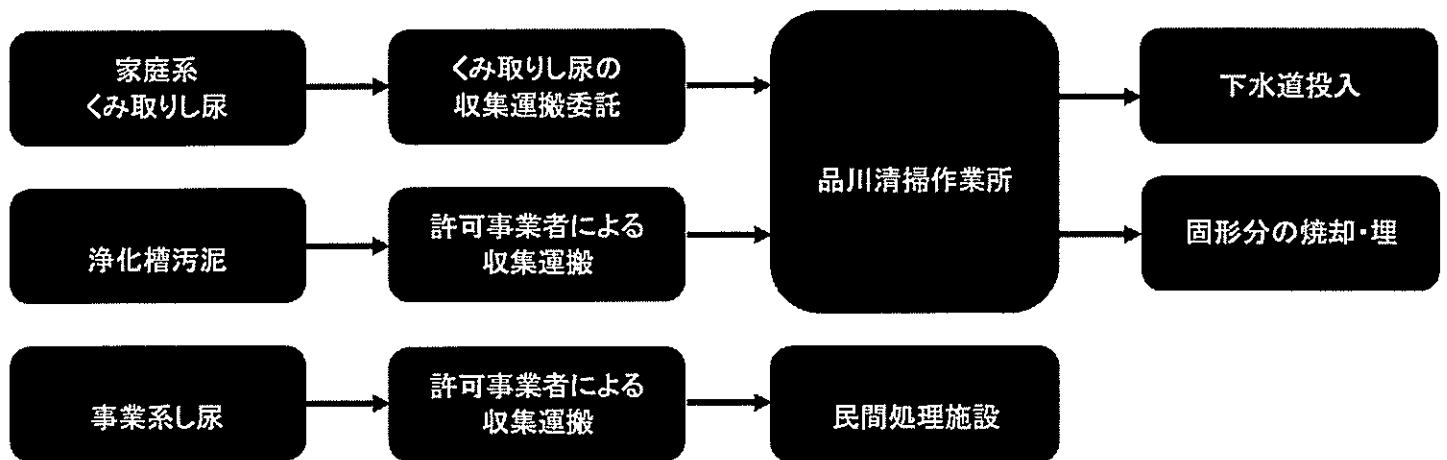 家庭系
くみ取りし尿
くみ取りし尿の
収集運搬委託
品川清掃作業所
下水道投入
浄化槽汚泥
許可事業者による
収集運搬
固形分の焼却・埋
事業系し尿
許可事業者による
収集運搬
民間処理施設